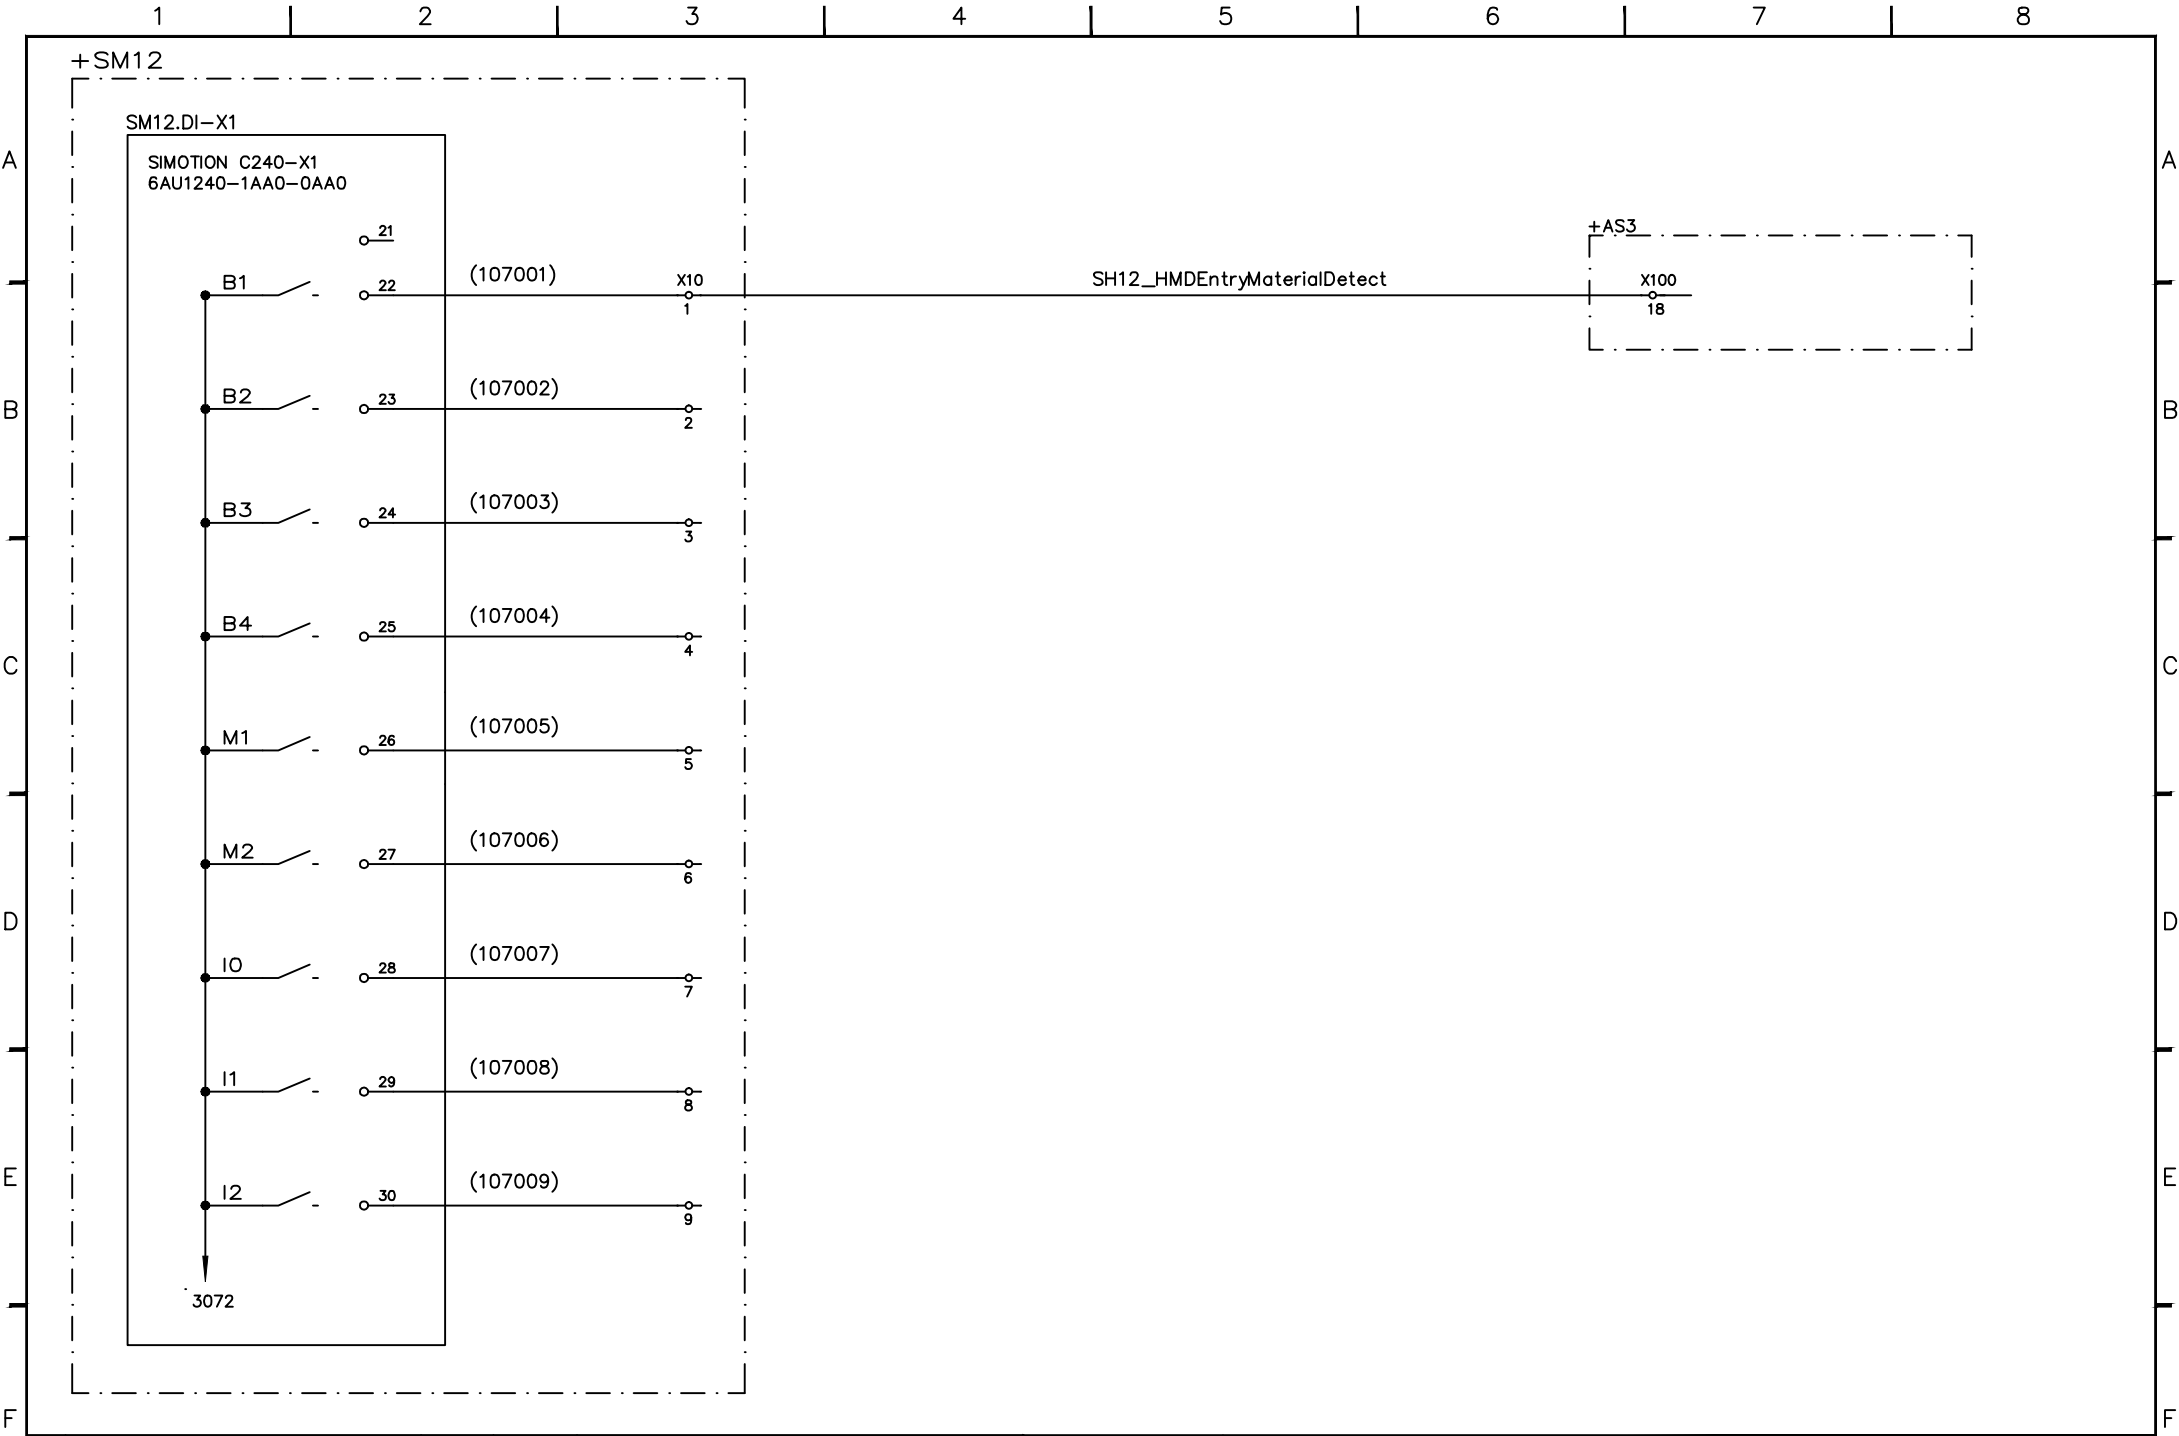 1 2 3 4 5 6 7 8
+SM12
SM12.DI-X1
A A
SIMOTION C240-X1
6AU1240-1AA0-0AA0
+AS3
21
B1 22 (107001) X10 SH12_HMDEntryMaterialDetect X100
1 18
B2 23 (107002)
B B
2
B3 24 (107003)
3
B4 25 (107004)
4
C C
M1 26 (107005)
5
M2 27 (107006)
6
D D
I0 28 (107007)
7
I1 29 (107008)
8
E E
I2 30 (107009)
9
3072
F F